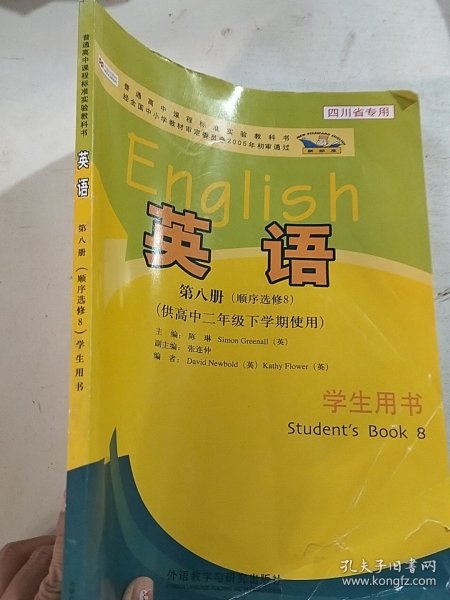 普通高中课程标准实验教科书
英语
第八册
（顺序选修8）
学生用书
普通高中课程标准实验教科书
经全国中小学教材审定委员会2005年初审通过
四川省专用
NEW STANDARD ENGLISH
新标准
English
英语
第八册（顺序选修8）
（供高中二年级下学期使用）
主 编： 陈 琳 Simon Greenall（英）
副主编： 张连仲
编 者： David Newbold（英）Kathy Flower（英）
学生用书
Student's Book 8
外语教学与研究出版社
孔夫子旧书网
www.kongfz.com